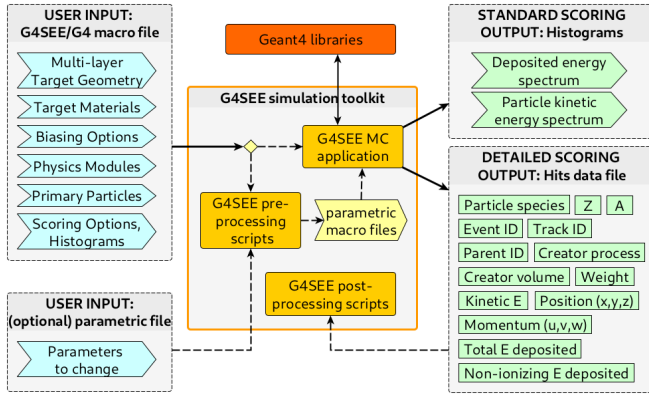 USER INPUT:
G4SEE/G4 macro file
Multi-layer
Target Geometry
Target Materials
Biasing Options
Physics Modules
Primary Particles
Scoring Options,
Histograms
USER INPUT:
(optional) parametric file
Parameters
to change
Geant4 libraries
G4SEE simulation toolkit
G4SEE MC
application
G4SEE pre-
processing
scripts
parametric
macro files
G4SEE post-
processing scripts
STANDARD SCORING
OUTPUT: Histograms
Deposited energy
spectrum
Particle kinetic
energy spectrum
DETAILED SCORING
OUTPUT: Hits data file
Particle species Z A
Event ID Track ID
Parent ID Creator process
Creator volume Weight
Kinetic E Position (x,y,z)
Momentum (u,v,w)
Total E deposited
Non-ionizing E deposited